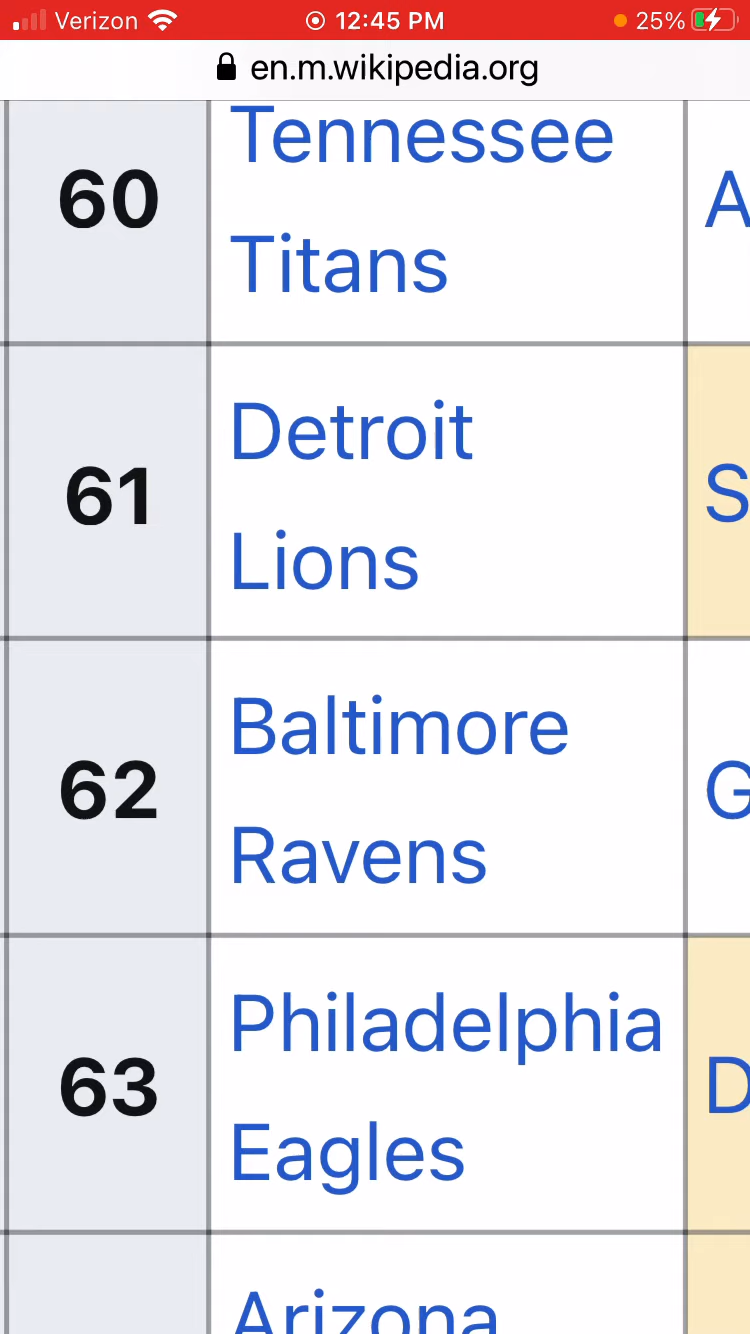 Verizon 12:45 PM 25%
en.m.wikipedia.org
60 Tennessee Titans A
61 Detroit Lions S
62 Baltimore Ravens G
63 Philadelphia Eagles D
Arizona